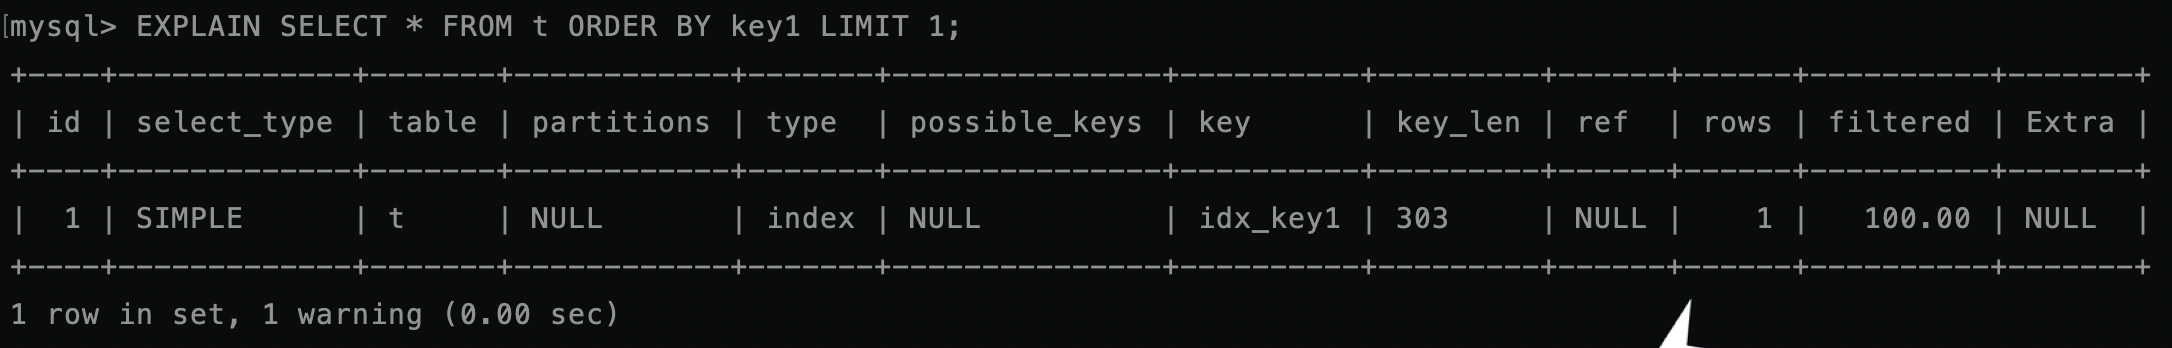 [mysql> EXPLAIN SELECT * FROM t ORDER BY key1 LIMIT 1;
+----+-------------+-------+------------+-------+---------------+----------+---------+------+------+----------+-------+
| id | select_type | table | partitions | type  | possible_keys | key      | key_len | ref  | rows | filtered | Extra |
+----+-------------+-------+------------+-------+---------------+----------+---------+------+------+----------+-------+
|  1 | SIMPLE      | t     | NULL       | index | NULL          | idx_key1 | 303     | NULL |    1 |   100.00 | NULL  |
+----+-------------+-------+------------+-------+---------------+----------+---------+------+------+----------+-------+
1 row in set, 1 warning (0.00 sec)